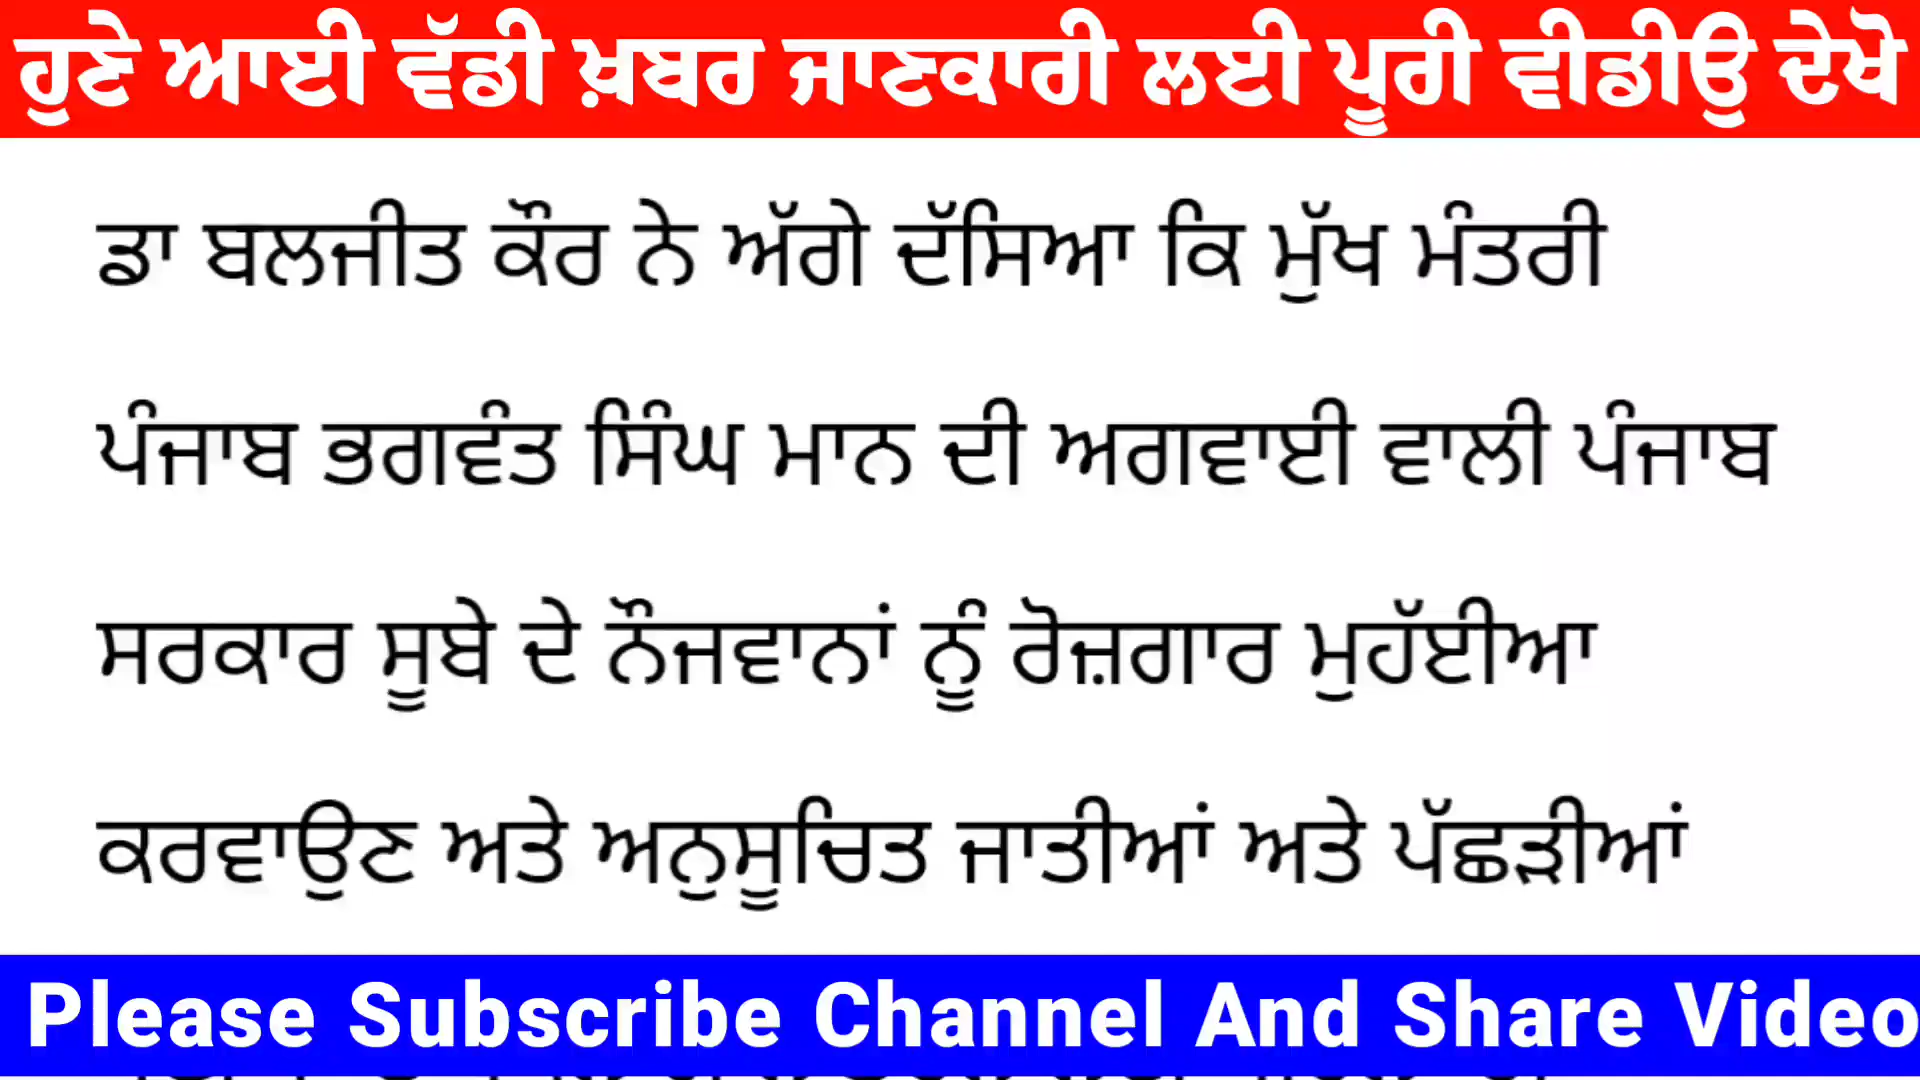 ਹੁਣੇ ਆਈ ਵੱਡੀ ਖ਼ਬਰ ਜਾਣਕਾਰੀ ਲਈ ਪੂਰੀ ਵੀਡੀਉ ਦੇਖੋ
ਡਾ ਬਲਜੀਤ ਕੌਰ ਨੇ ਅੱਗੇ ਦੱਸਿਆ ਕਿ ਮੁੱਖ ਮੰਤਰੀ
ਪੰਜਾਬ ਭਗਵੰਤ ਸਿੰਘ ਮਾਨ ਦੀ ਅਗਵਾਈ ਵਾਲੀ ਪੰਜਾਬ
ਸਰਕਾਰ ਸੂਬੇ ਦੇ ਨੌਜਵਾਨਾਂ ਨੂੰ ਰੋਜ਼ਗਾਰ ਮੁਹੱਈਆ
ਕਰਵਾਉਣ ਅਤੇ ਅਨੁਸੂਚਿਤ ਜਾਤੀਆਂ ਅਤੇ ਪੱਛੜੀਆਂ
Please Subscribe Channel And Share Video